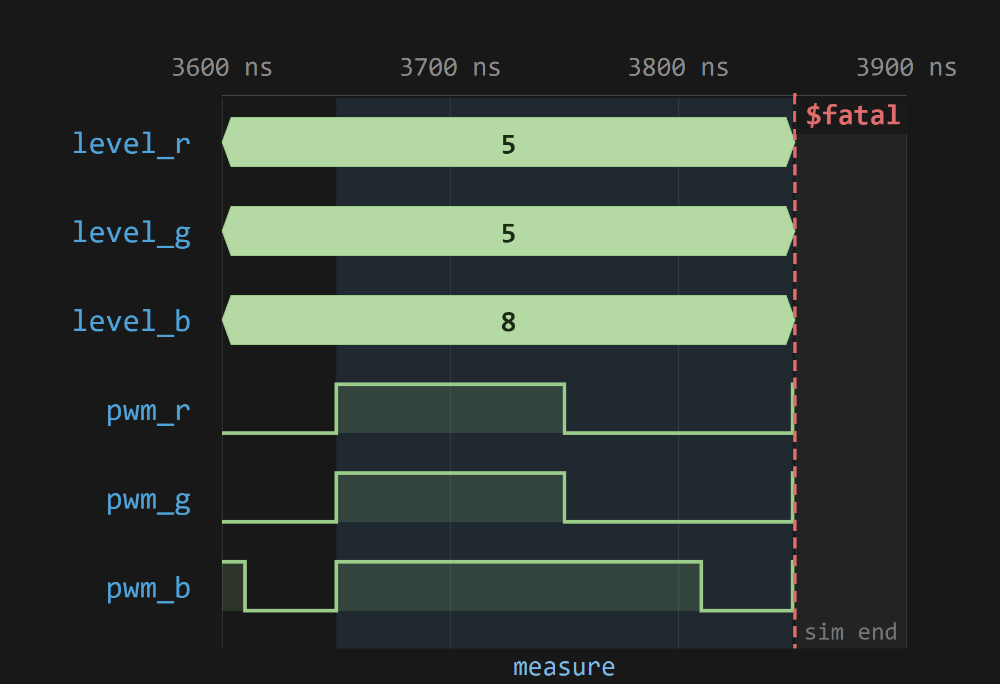 3600 ns 3700 ns 3800 ns 3900 ns
$fatal
level_r 5
level_g 5
level_b 8
pwm_r
pwm_g
pwm_b
sim end
measure